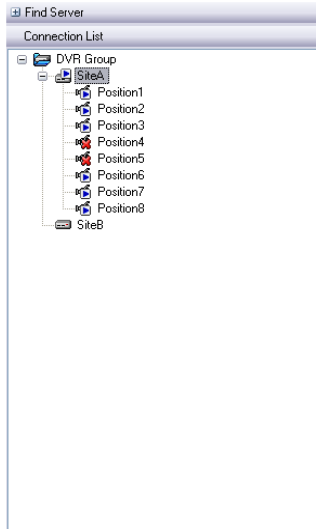 Find Server
Connection List
DVR Group
SiteA
Position1
Position2
Position3
Position4
Position5
Position6
Position7
Position8
SiteB